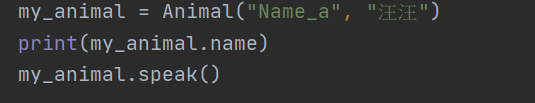 my_animal = Animal("Name_a", "汪汪")
print(my_animal.name)
my_animal.speak()